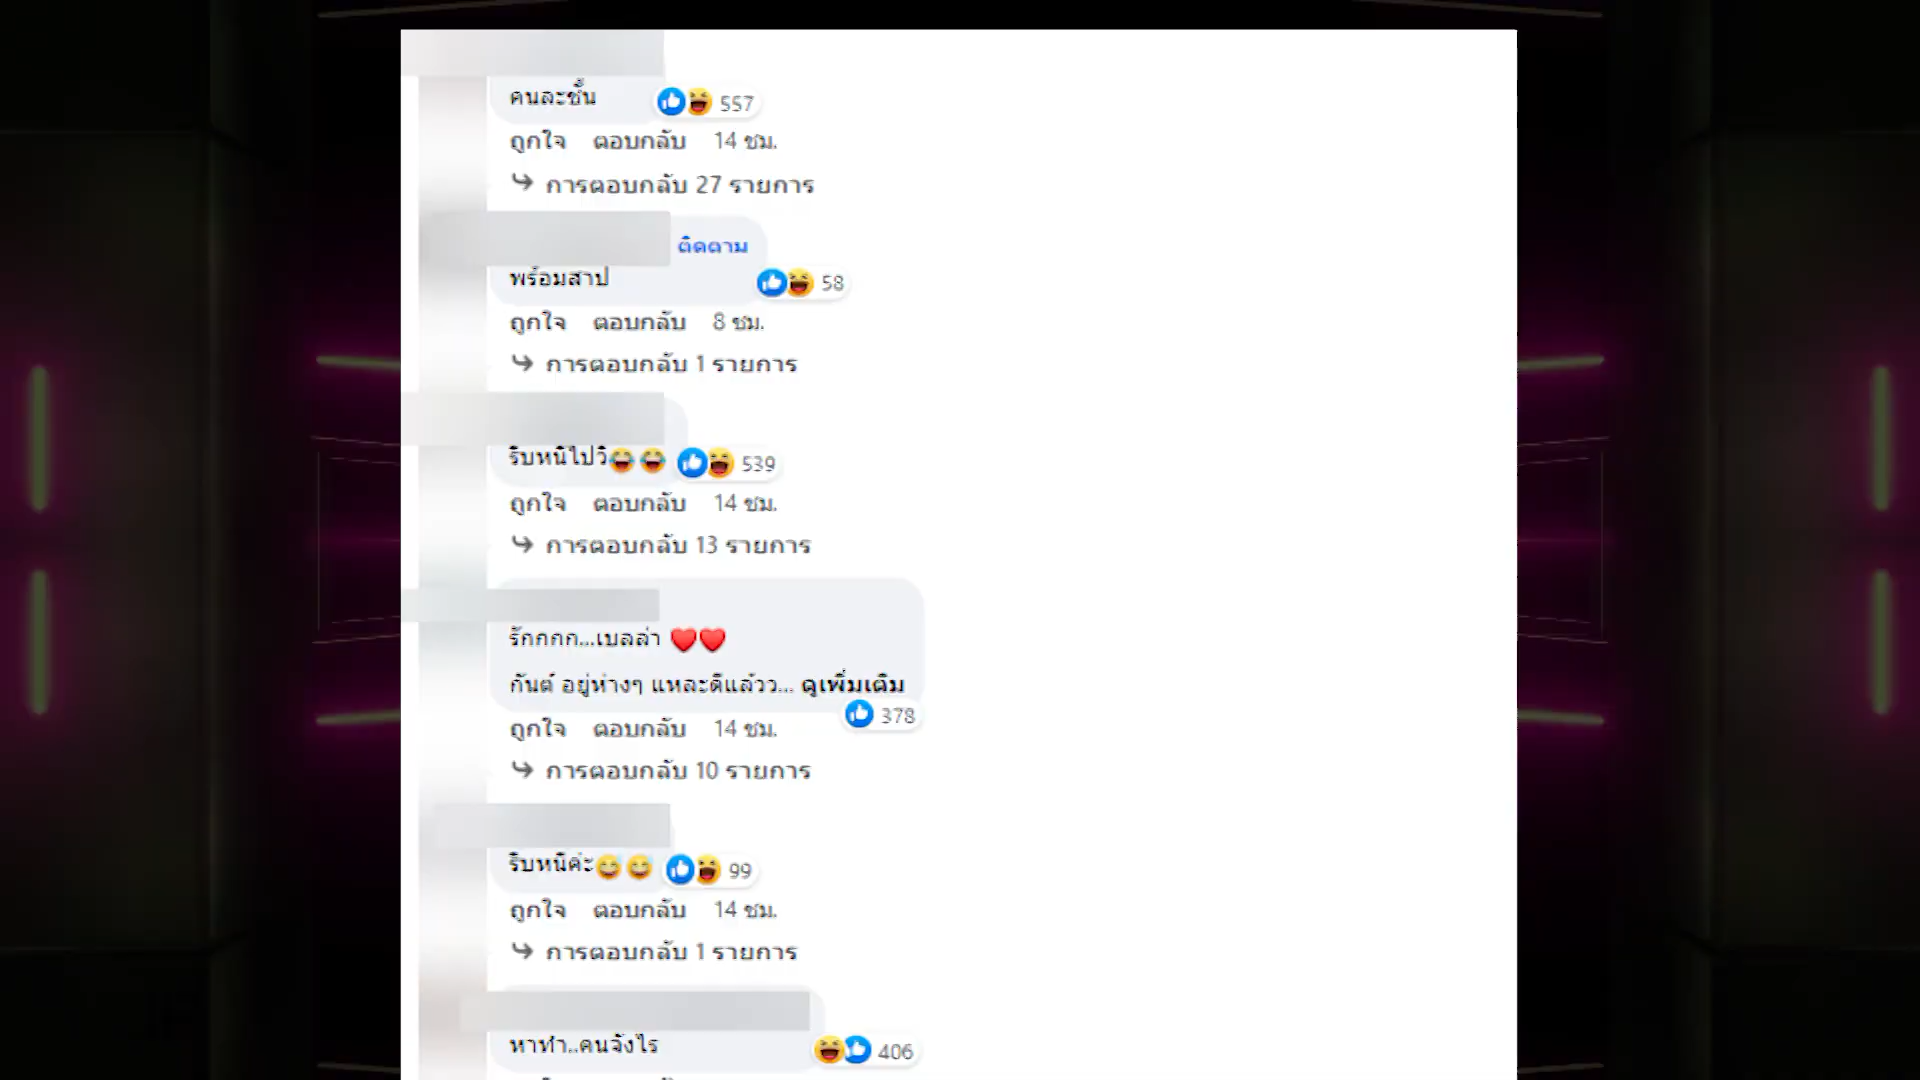 คนละชั้น
557
ถูกใจ ตอบกลับ 14 ชม.
การตอบกลับ 27 รายการ
ติดตาม
พร้อมสาป
58
ถูกใจ ตอบกลับ 8 ชม.
การตอบกลับ 1 รายการ
รีบหนีไปวิ
539
ถูกใจ ตอบกลับ 14 ชม.
การตอบกลับ 13 รายการ
รักกกก...เบลล่า ❤️❤️
กันต์ อยู่ห่างๆ แหละดีแล้วว... ดูเพิ่มเติม
378
ถูกใจ ตอบกลับ 14 ชม.
การตอบกลับ 10 รายการ
รีบหนีค่ะ
99
ถูกใจ ตอบกลับ 14 ชม.
การตอบกลับ 1 รายการ
หาทำ..คนจังไร
406